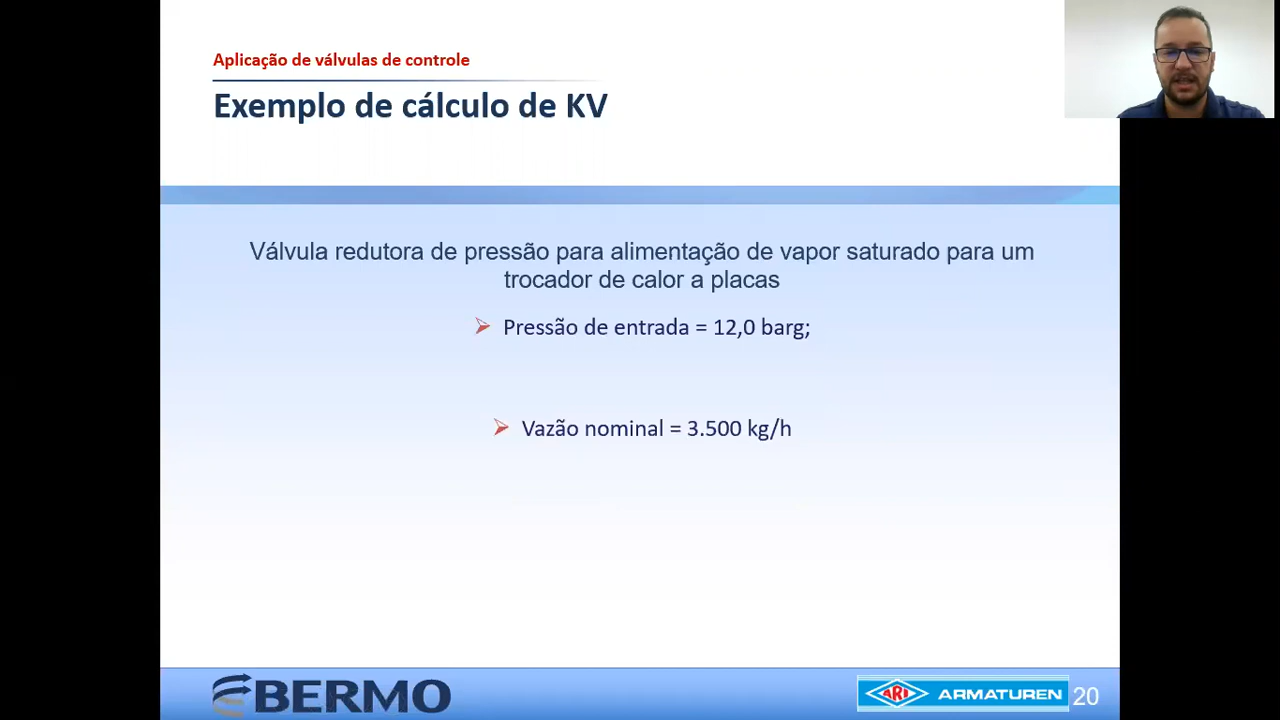 Aplicação de válvulas de controle
Exemplo de cálculo de KV
Válvula redutora de pressão para alimentação de vapor saturado para um
trocador de calor a placas
Pressão de entrada = 12,0 barg;
Vazão nominal = 3.500 kg/h
BERMO
ARI ARMATUREN 20